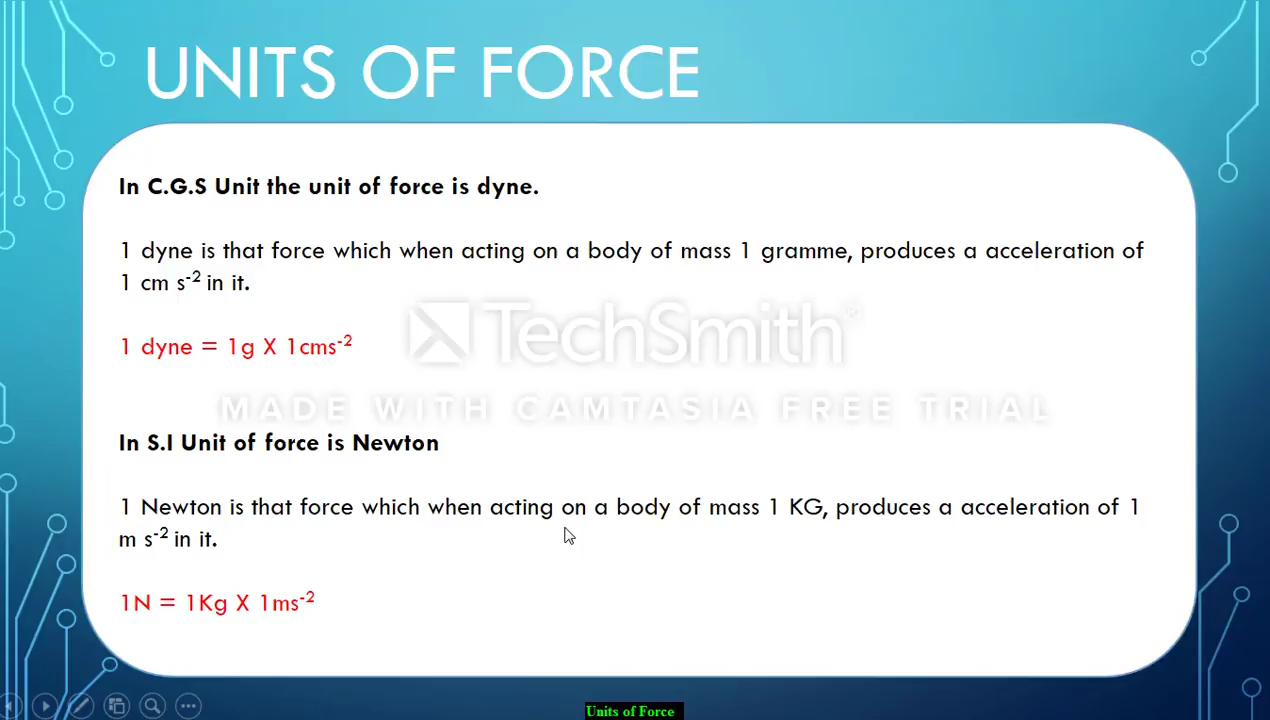 UNITS OF FORCE
In C.G.S Unit the unit of force is dyne.
1 dyne is that force which when acting on a body of mass 1 gramme, produces a acceleration of
1 cm s-2 in it.
1 dyne = 1g X 1cms-2
TechSmith®
MADE WITH CAMTASIA FREE TRIAL
In S.I Unit of force is Newton
1 Newton is that force which when acting on a body of mass 1 KG, produces a acceleration of 1
m s-2 in it.
1N = 1Kg X 1ms-2
Units of Force